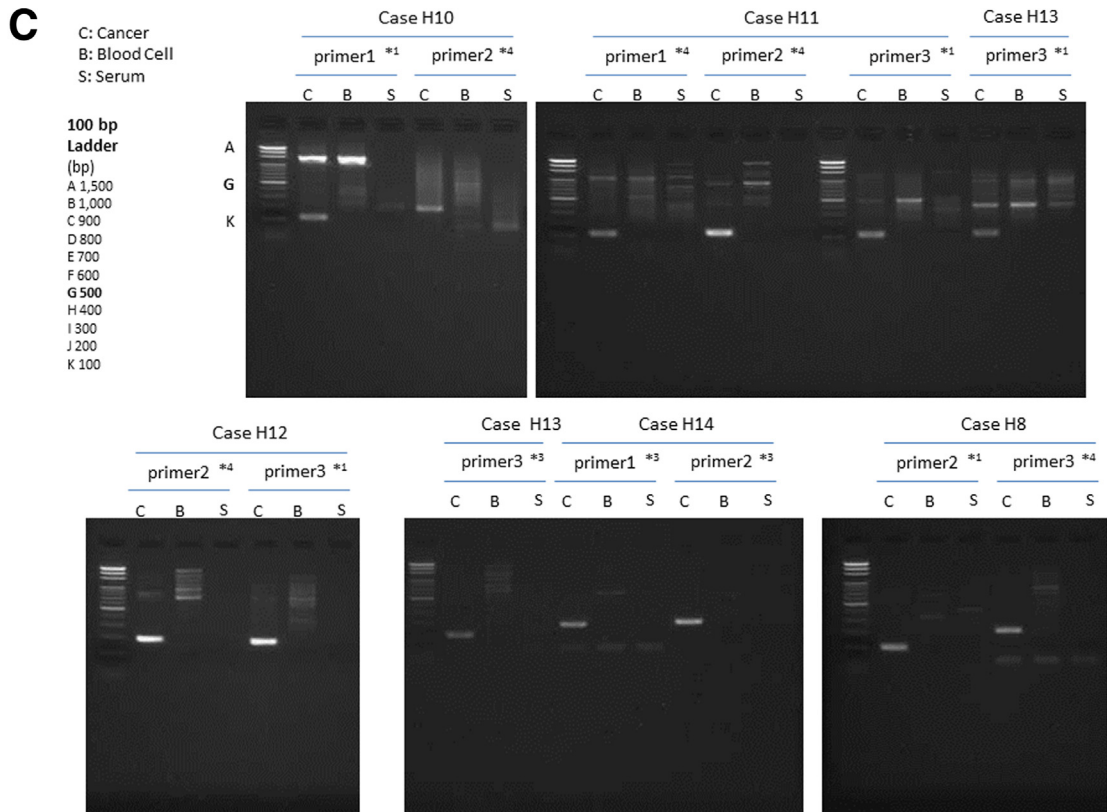 C
C: Cancer
B: Blood Cell
S: Serum
Case H10
primer1 *1 primer2 *4
C B S C B S
Case H11 Case H13
primer1 *4 primer2 *4 primer3 *1 primer3 *1
C B S C B S C B S C B S
100 bp
Ladder
(bp)
A 1,500
B 1,000
C 900
D 800
E 700
F 600
G 500
H 400
I 300
J 200
K 100
A
G
K
Case H12
primer2 *4 primer3 *1
C B S C B S
Case H13 Case H14
primer3 *3 primer1 *3 primer2 *3
C B S C B S C B S
Case H8
primer2 *1 primer3 *4
C B S C B S